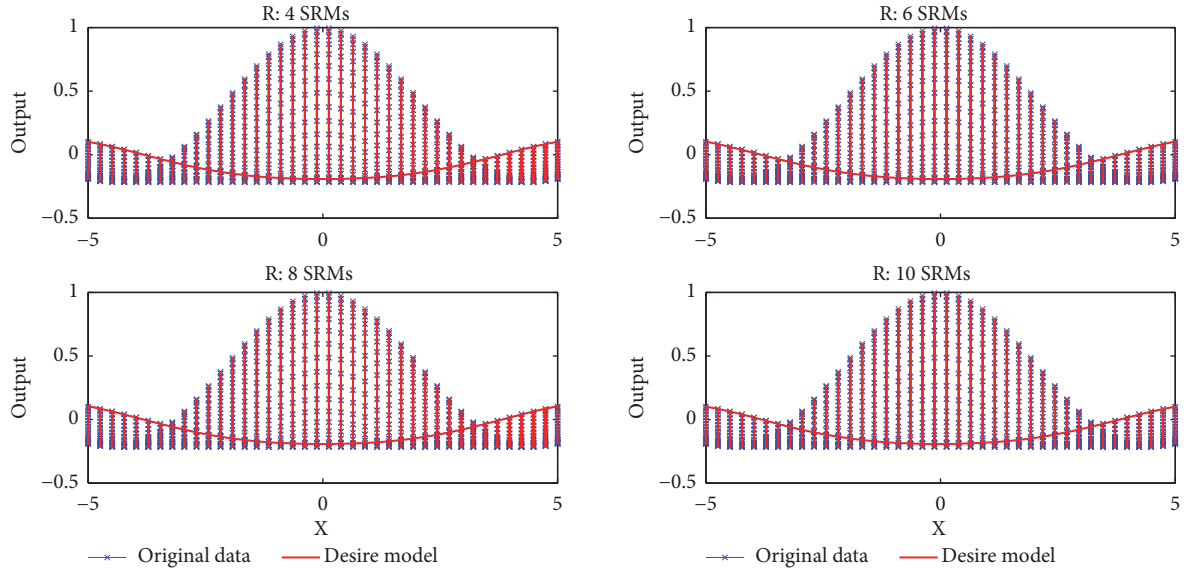 R: 4 SRMs
1
0.5
0
−0.5
Output
−5
0
5
R: 6 SRMs
1
0.5
0
−0.5
Output
−5
0
5
R: 8 SRMs
1
0.5
0
−0.5
Output
−5
0
5
X
Original data
Desire model
R: 10 SRMs
1
0.5
0
−0.5
Output
−5
0
5
X
Original data
Desire model